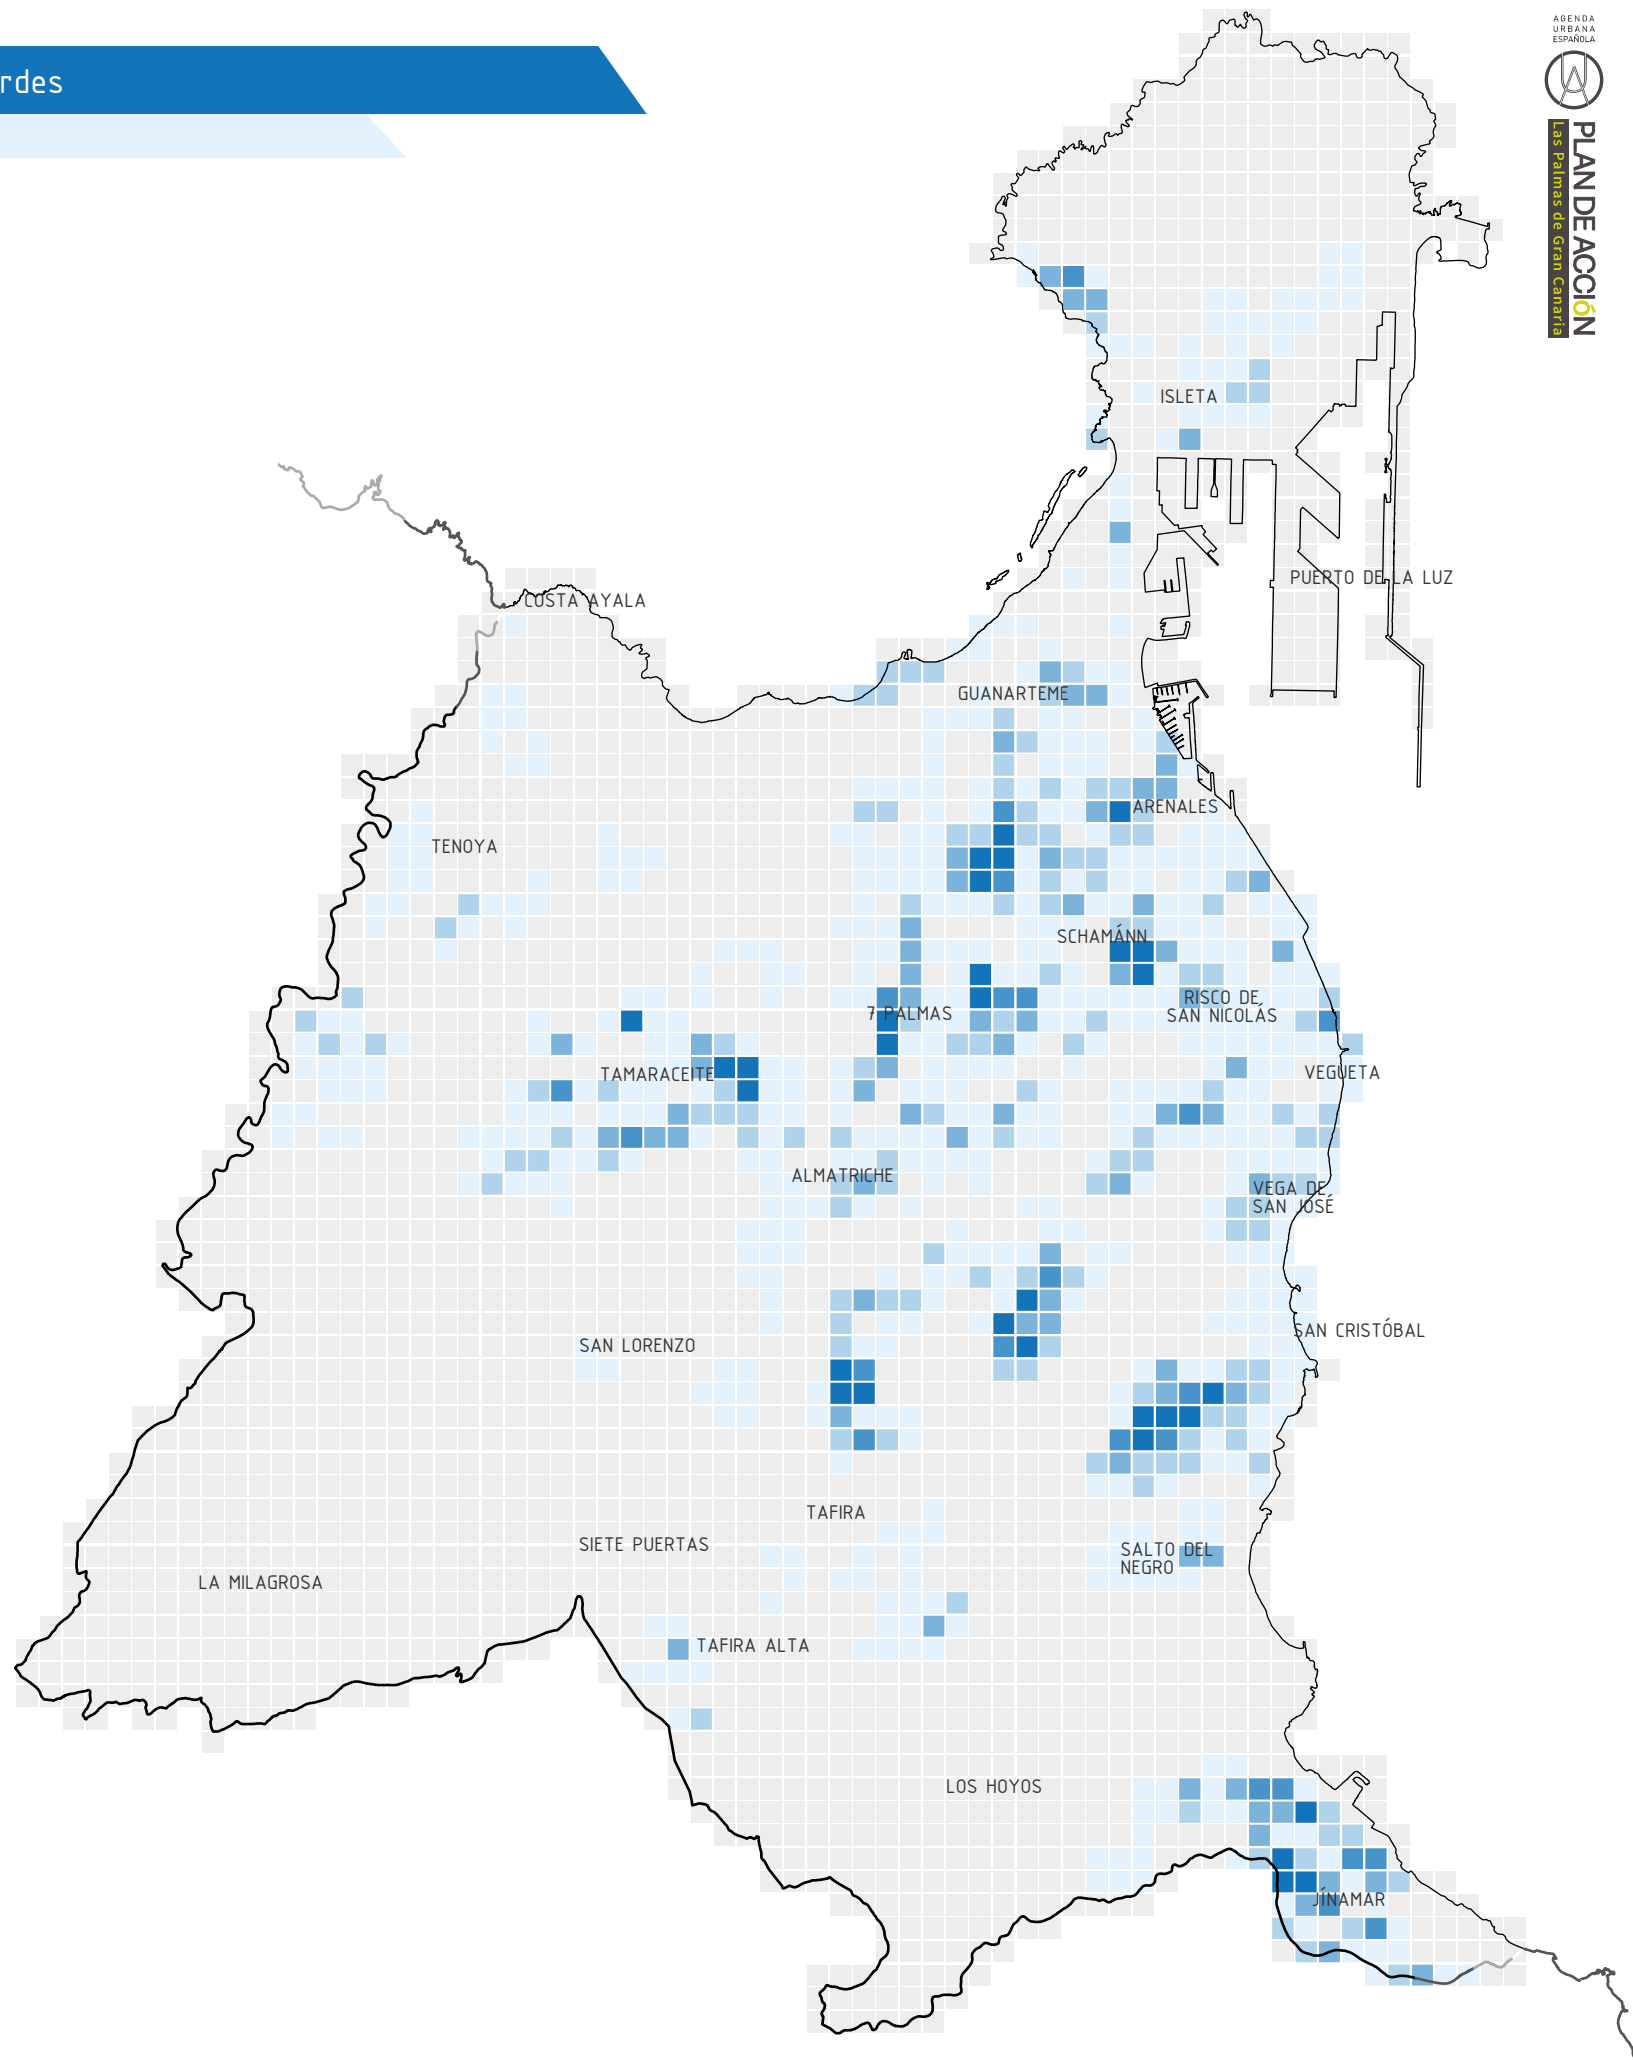 rdes
AGENDA
URBANA
ESPAÑOLA
PLAN DE ACCIóN
Las Palmas de Gran Canaria
ISLETA
PUERTO DE LA LUZ
COSTA AYALA
GUANARTEME
ARENALES
TENOYA
SCHAMÁNN
RISCO DE
SAN NICOLÁS
7 PALMAS
TAMARACEITE
VEGUETA
ALMATRICHE
VEGA DE
SAN JOSÉ
SAN CRISTÓBAL
SAN LORENZO
TAFIRA
SIETE PUERTAS
SALTO DEL
NEGRO
LA MILAGROSA
TAFIRA ALTA
LOS HOYOS
JÍNAMAR